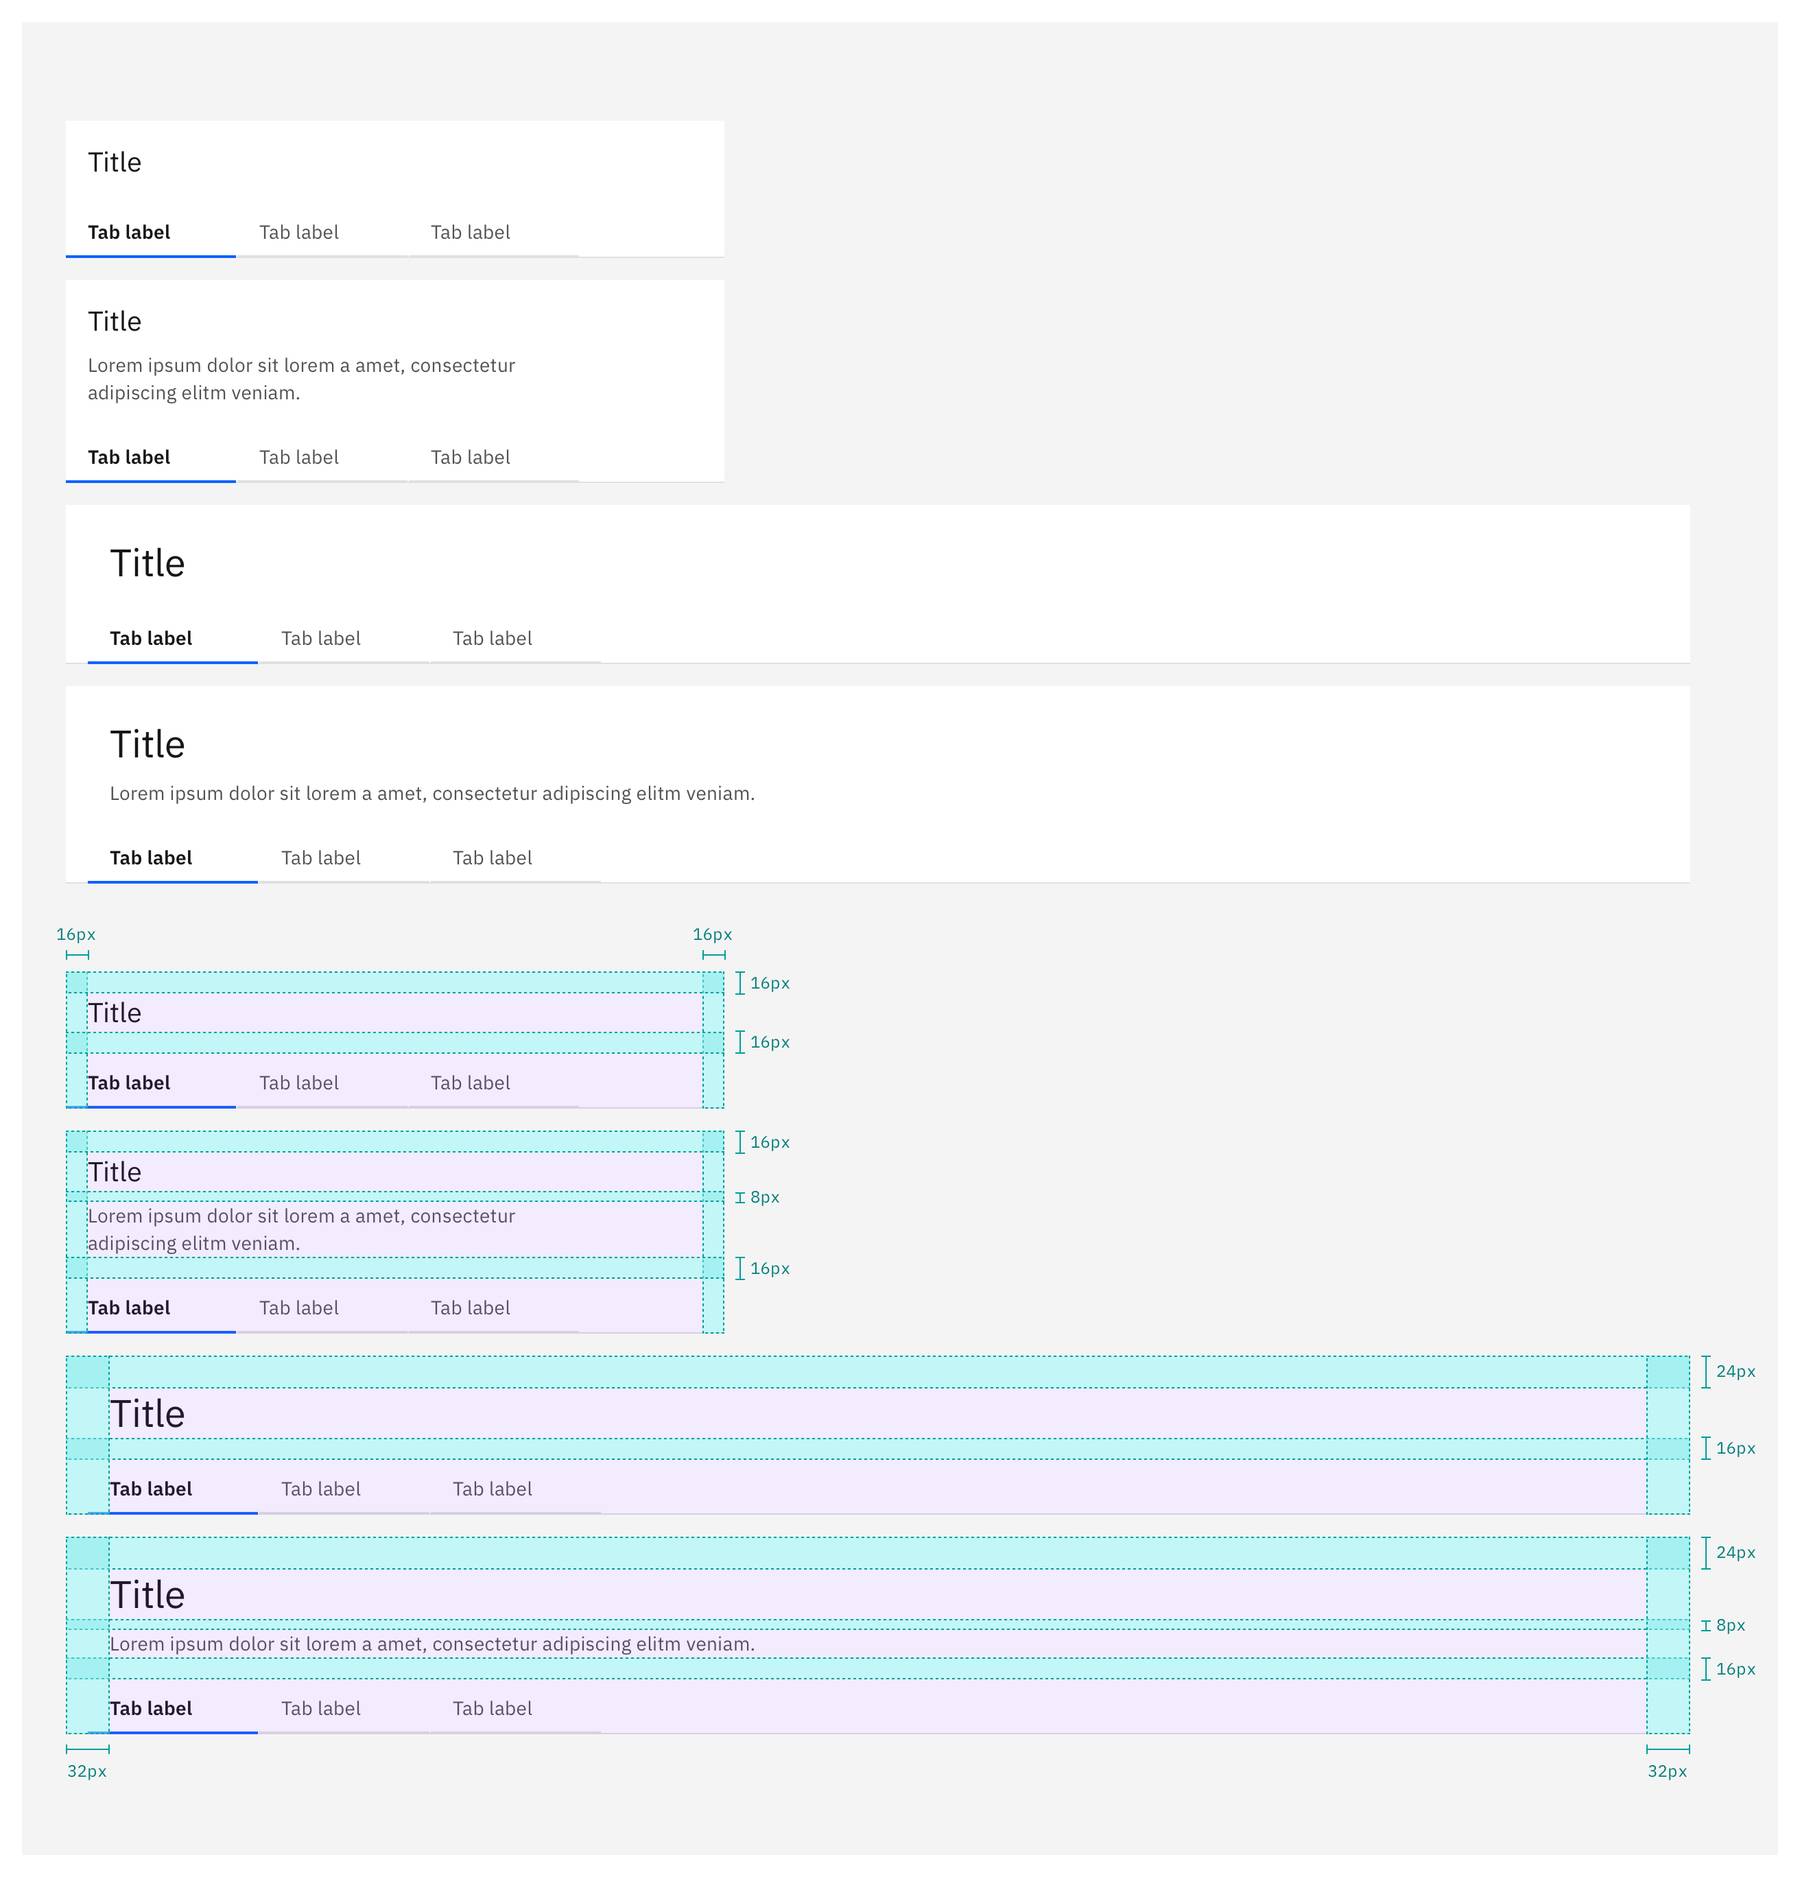 Title
Tab label Tab label Tab label
Title
Lorem ipsum dolor sit lorem a amet, consectetur
adipiscing elitm veniam.
Tab label Tab label Tab label
Title
Tab label Tab label Tab label
Title
Lorem ipsum dolor sit lorem a amet, consectetur adipiscing elitm veniam.
Tab label Tab label Tab label
16px 16px
16px
Title
16px
Tab label Tab label Tab label
16px
Title
8px
Lorem ipsum dolor sit lorem a amet, consectetur
adipiscing elitm veniam.
16px
Tab label Tab label Tab label
24px
Title
16px
Tab label Tab label Tab label
24px
Title
8px
Lorem ipsum dolor sit lorem a amet, consectetur adipiscing elitm veniam.
16px
Tab label Tab label Tab label
32px 32px